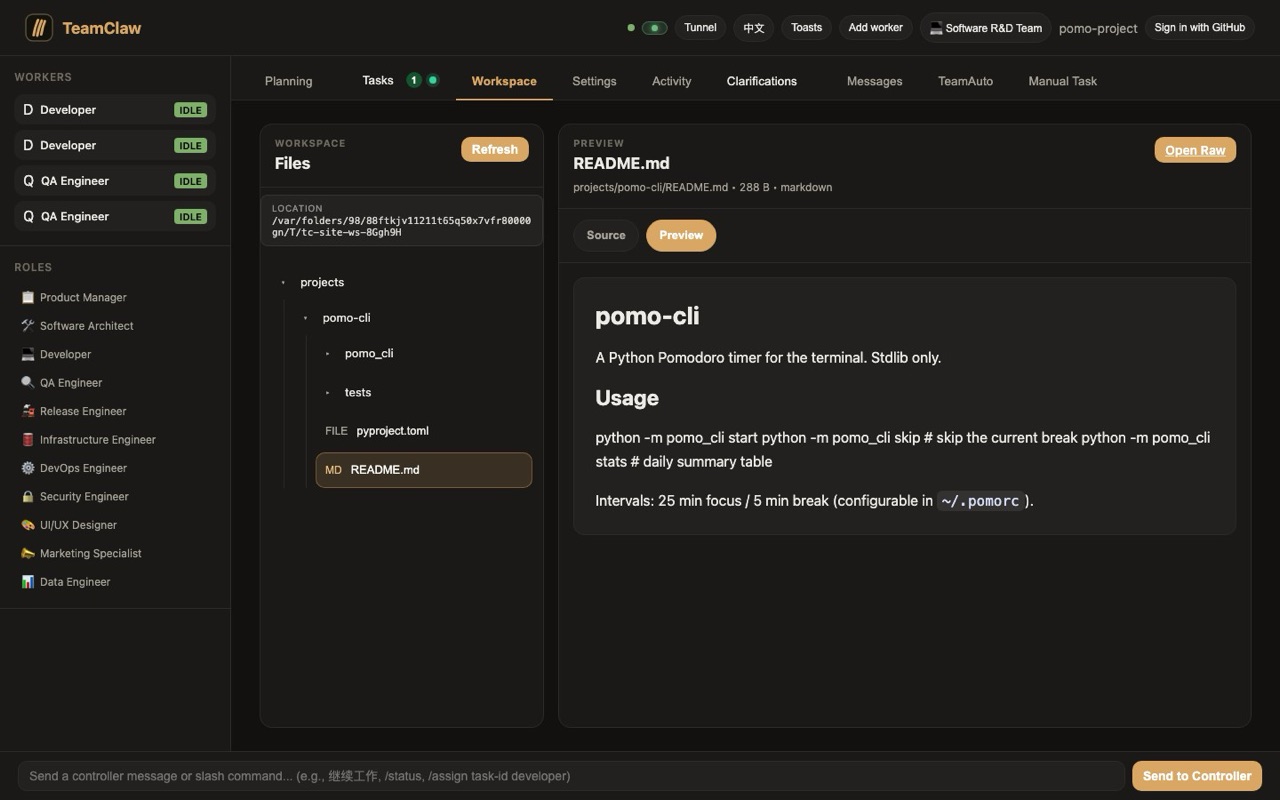 TeamClaw
Tunnel
中文
Toasts
Add worker
Software R&D Team
pomo-project
Sign in with GitHub
WORKERS
D Developer IDLE
D Developer IDLE
Q QA Engineer IDLE
Q QA Engineer IDLE
ROLES
Product Manager
Software Architect
Developer
QA Engineer
Release Engineer
Infrastructure Engineer
DevOps Engineer
Security Engineer
UI/UX Designer
Marketing Specialist
Data Engineer
Planning
Tasks 1
Workspace
Settings
Activity
Clarifications
Messages
TeamAuto
Manual Task
WORKSPACE
Files
Refresh
LOCATION
/var/folders/98/88ftkjv11211t65q50x7vfr80000
gn/T/tc-site-ws-8Ggh9H
projects
pomo-cli
pomo_cli
tests
FILE pyproject.toml
MD README.md
PREVIEW
README.md
projects/pomo-cli/README.md • 288 B • markdown
Open Raw
Source
Preview
pomo-cli
A Python Pomodoro timer for the terminal. Stdlib only.
Usage
python -m pomo_cli start python -m pomo_cli skip # skip the current break python -m pomo_cli
stats # daily summary table
Intervals: 25 min focus / 5 min break (configurable in ~/.pomorc ).
Send a controller message or slash command... (e.g., 继续工作, /status, /assign task-id developer)
Send to Controller